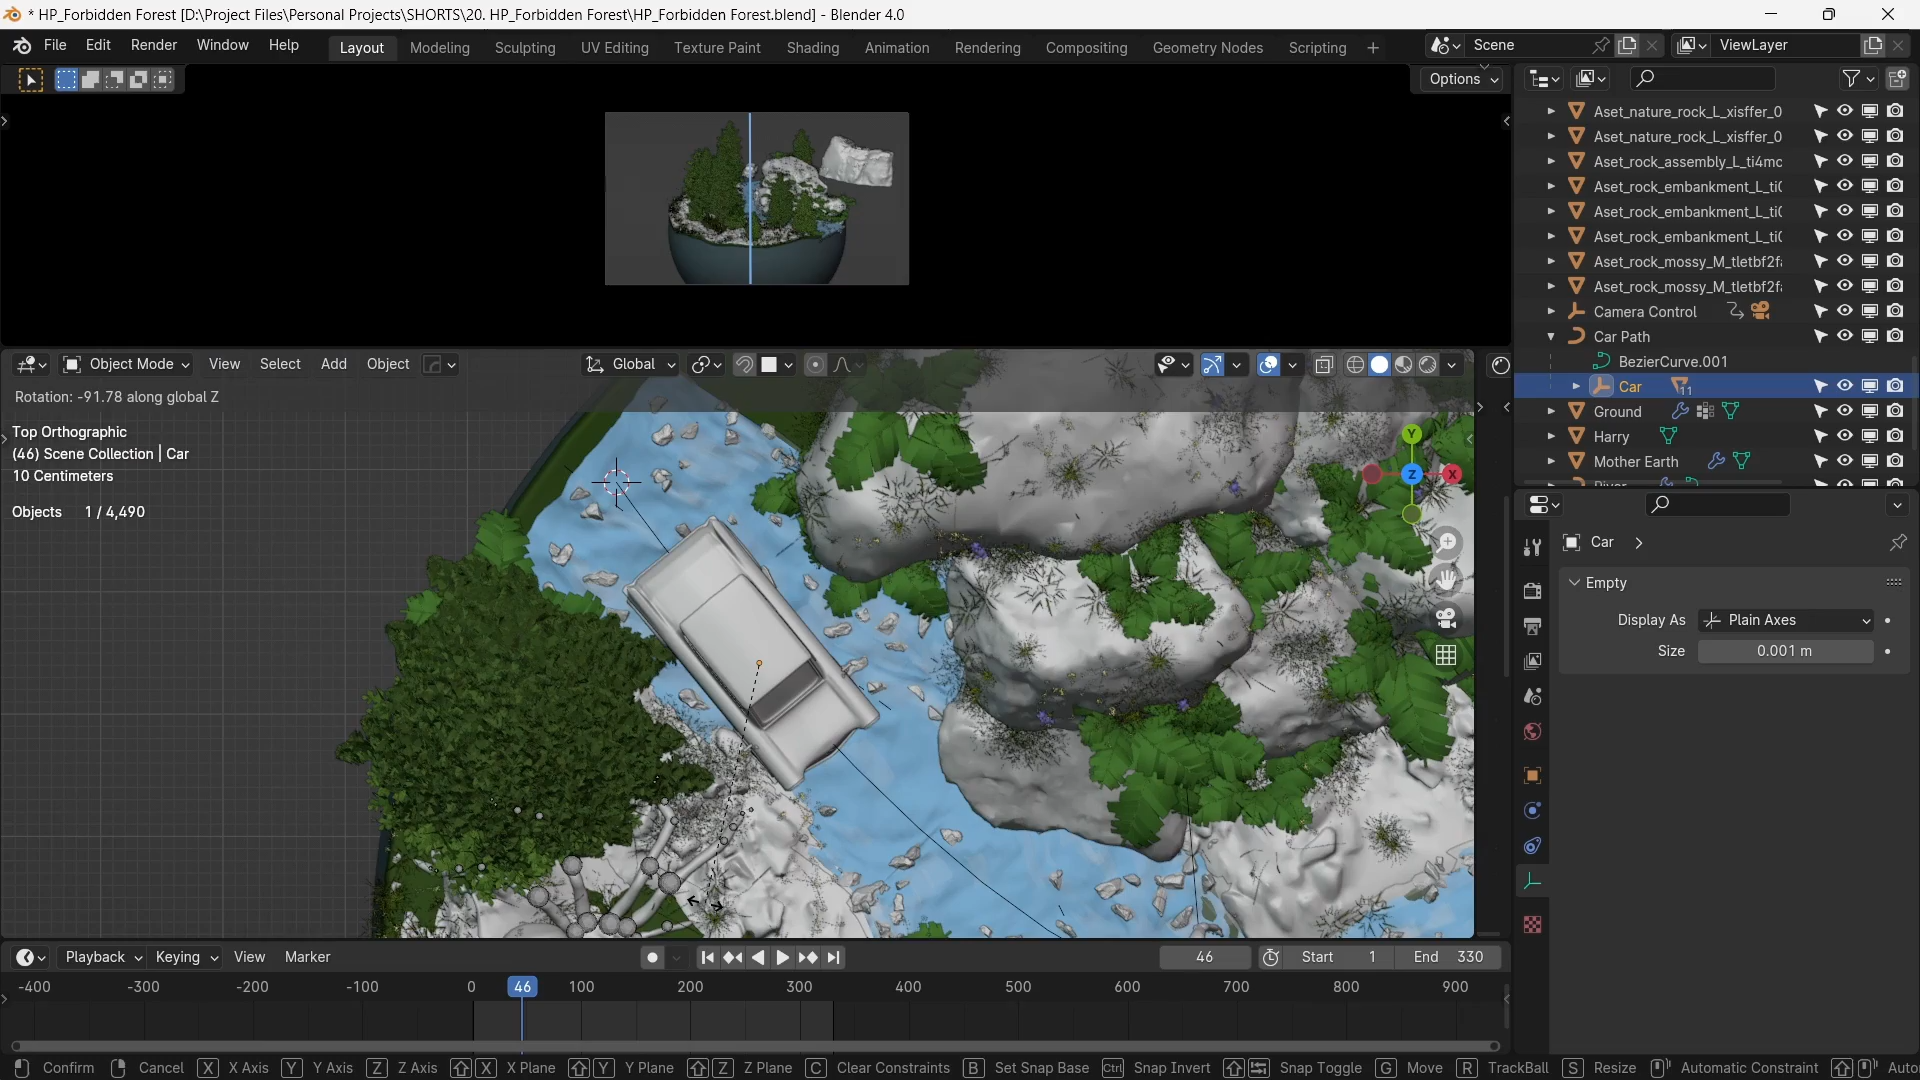 * HP_Forbidden Forest [D:\Project Files\Personal Projects\SHORTS\20. HP_Forbidden Forest\HP_Forbidden Forest.blend] - Blender 4.0
File Edit Render Window Help Layout Modeling Sculpting UV Editing Texture Paint Shading Animation Rendering Compositing Geometry Nodes Scripting + Scene ViewLayer
Options
Aset_nature_rock_L_xisffer_0
Aset_nature_rock_L_xisffer_0
Aset_rock_assembly_L_ti4mc
Aset_rock_embankment_L_ti(
Aset_rock_embankment_L_ti(
Aset_rock_embankment_L_ti(
Aset_rock_mossy_M_tletbf2f
Aset_rock_mossy_M_tletbf2f
Camera Control
Car Path
BezierCurve.001
Car 11
Ground
Harry
Mother Earth
Object Mode View Select Add Object Global
Rotation: -91.78 along global Z
Top Orthographic
(46) Scene Collection | Car
10 Centimeters
Objects 1 / 4,490
Y
Z X
Car
Empty
Display As Plain Axes
Size 0.001 m
Playback Keying View Marker 46 Start 1 End 330
-400 -300 -200 -100 0 46 100 200 300 400 500 600 700 800 900
Confirm Cancel X X Axis Y Y Axis Z Z Axis X X Plane Y Y Plane Z Z Plane C Clear Constraints B Set Snap Base Ctrl Snap Invert Snap Toggle G Move R TrackBall S Resize Automatic Constraint Auto